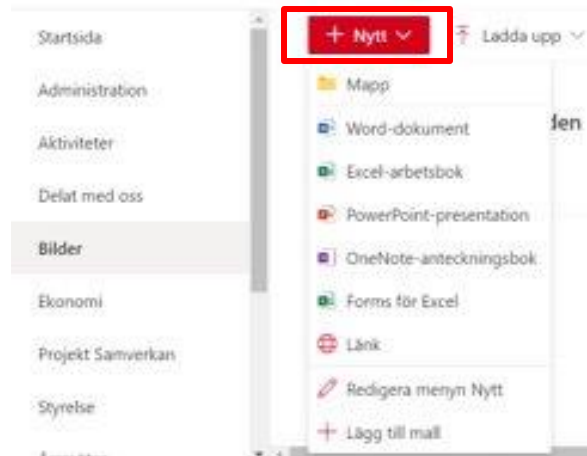 Startsida
Administration
Aktiviteter
Delat med oss
Bilder
Ekonomi
Projekt Samverkan
Styrelse
+ Nytt
Ladda upp
Mapp
Word-dokument
Excel-arbetsbok
PowerPoint-presentation
OneNote-anteckningsbok
Forms för Excel
Länk
Redigera menyn Nytt
Lägg till mall